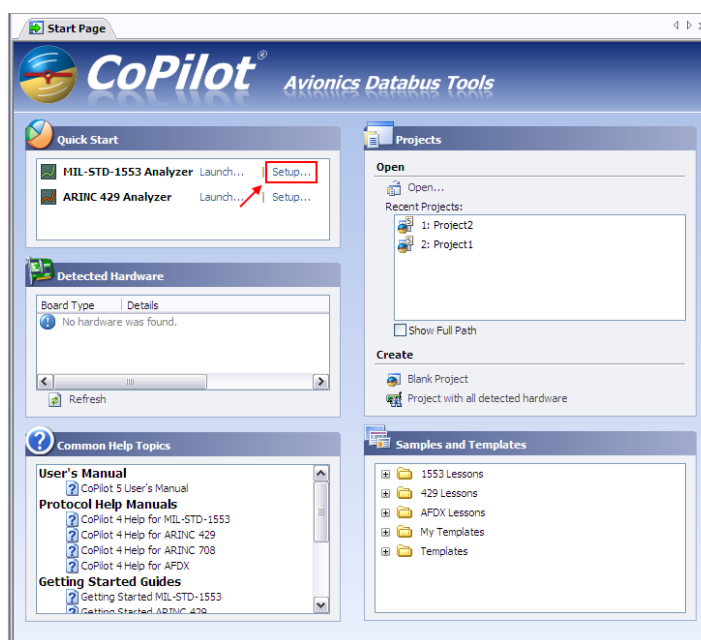 Start Page
CoPilot® Avionics Databus Tools
Quick Start
MIL-STD-1553 Analyzer Launch... | Setup...
ARINC 429 Analyzer Launch... | Setup...
Detected Hardware
Board Type Details
No hardware was found.
Refresh
Common Help Topics
User's Manual
CoPilot 5 User's Manual
Protocol Help Manuals
CoPilot 4 Help for MIL-STD-1553
CoPilot 4 Help for ARINC 429
CoPilot 4 Help for ARINC 708
CoPilot 4 Help for AFDX
Getting Started Guides
Getting Started MIL-STD-1553
Getting Started ARINC 429
Projects
Open
Open...
Recent Projects:
1: Project2
2: Project1
Show Full Path
Create
Blank Project
Project with all detected hardware
Samples and Templates
1553 Lessons
429 Lessons
AFDX Lessons
My Templates
Templates